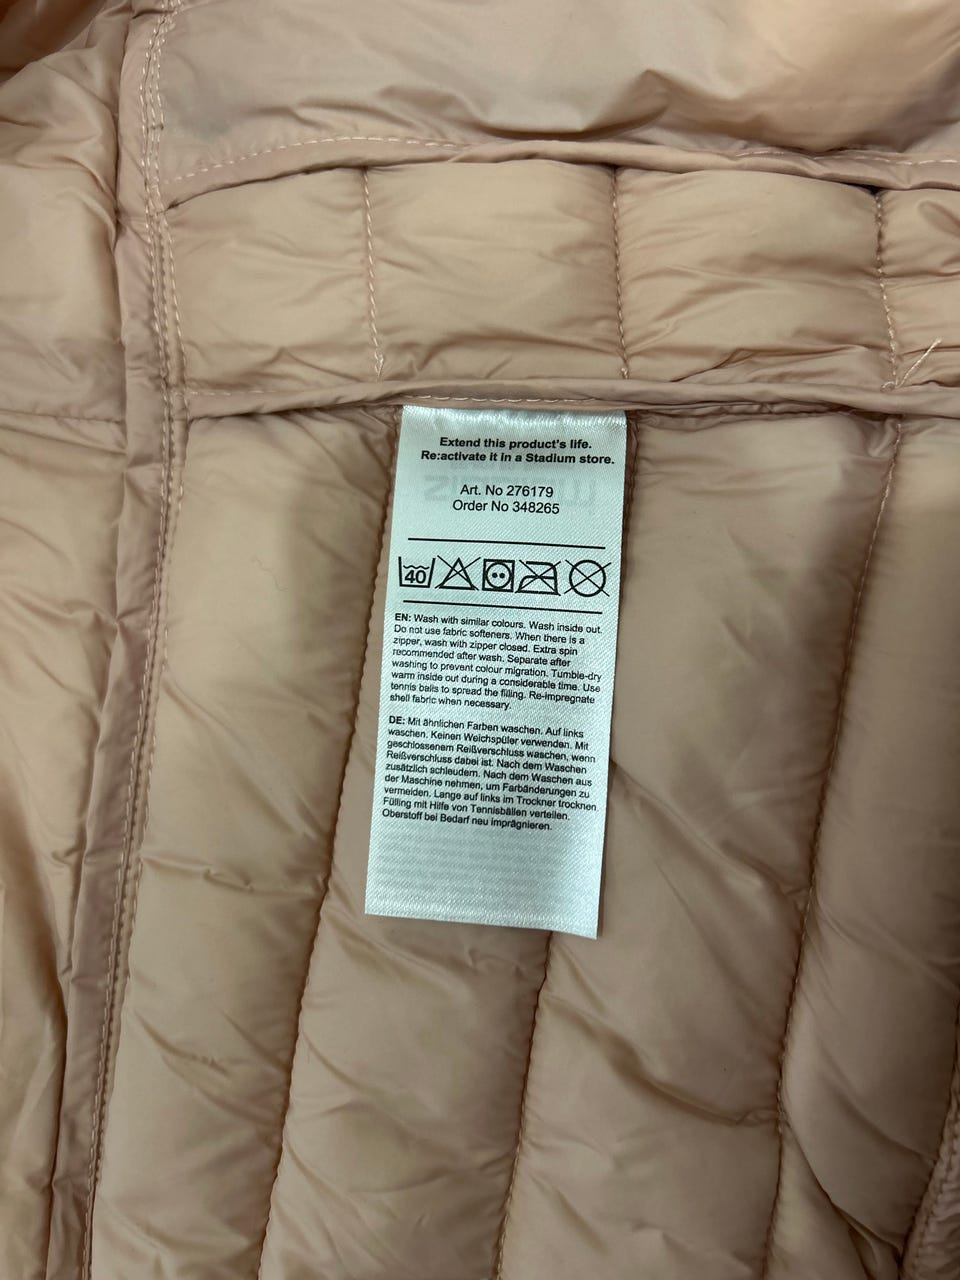 Extend this product's life.
Re:activate it in a Stadium store.
Art. No 276179
Order No 348265
40
EN: Wash with similar colours. Wash inside out.
Do not use fabric softeners. When there is a
zipper, wash with zipper closed. Extra spin
recommended after wash. Separate after
washing to prevent colour migration. Tumble-dry
warm inside out during a considerable time. Use
tennis balls to spread the filling. Re-impregnate
shell fabric when necessary.
DE: Mit ähnlichen Farben waschen. Auf links
waschen. Keinen Weichspüler verwenden. Mit
geschlossenem Reißverschluss waschen, wenn
Reißverschluss dabei ist. Nach dem Waschen
zusätzlich schleudern. Nach dem Waschen aus
der Maschine nehmen, um Farbänderungen zu
vermeiden. Lange auf links im Trockner trocknen.
Füllung mit Hilfe von Tennisbällen verteilen.
Oberstoff bei Bedarf neu imprägnieren.